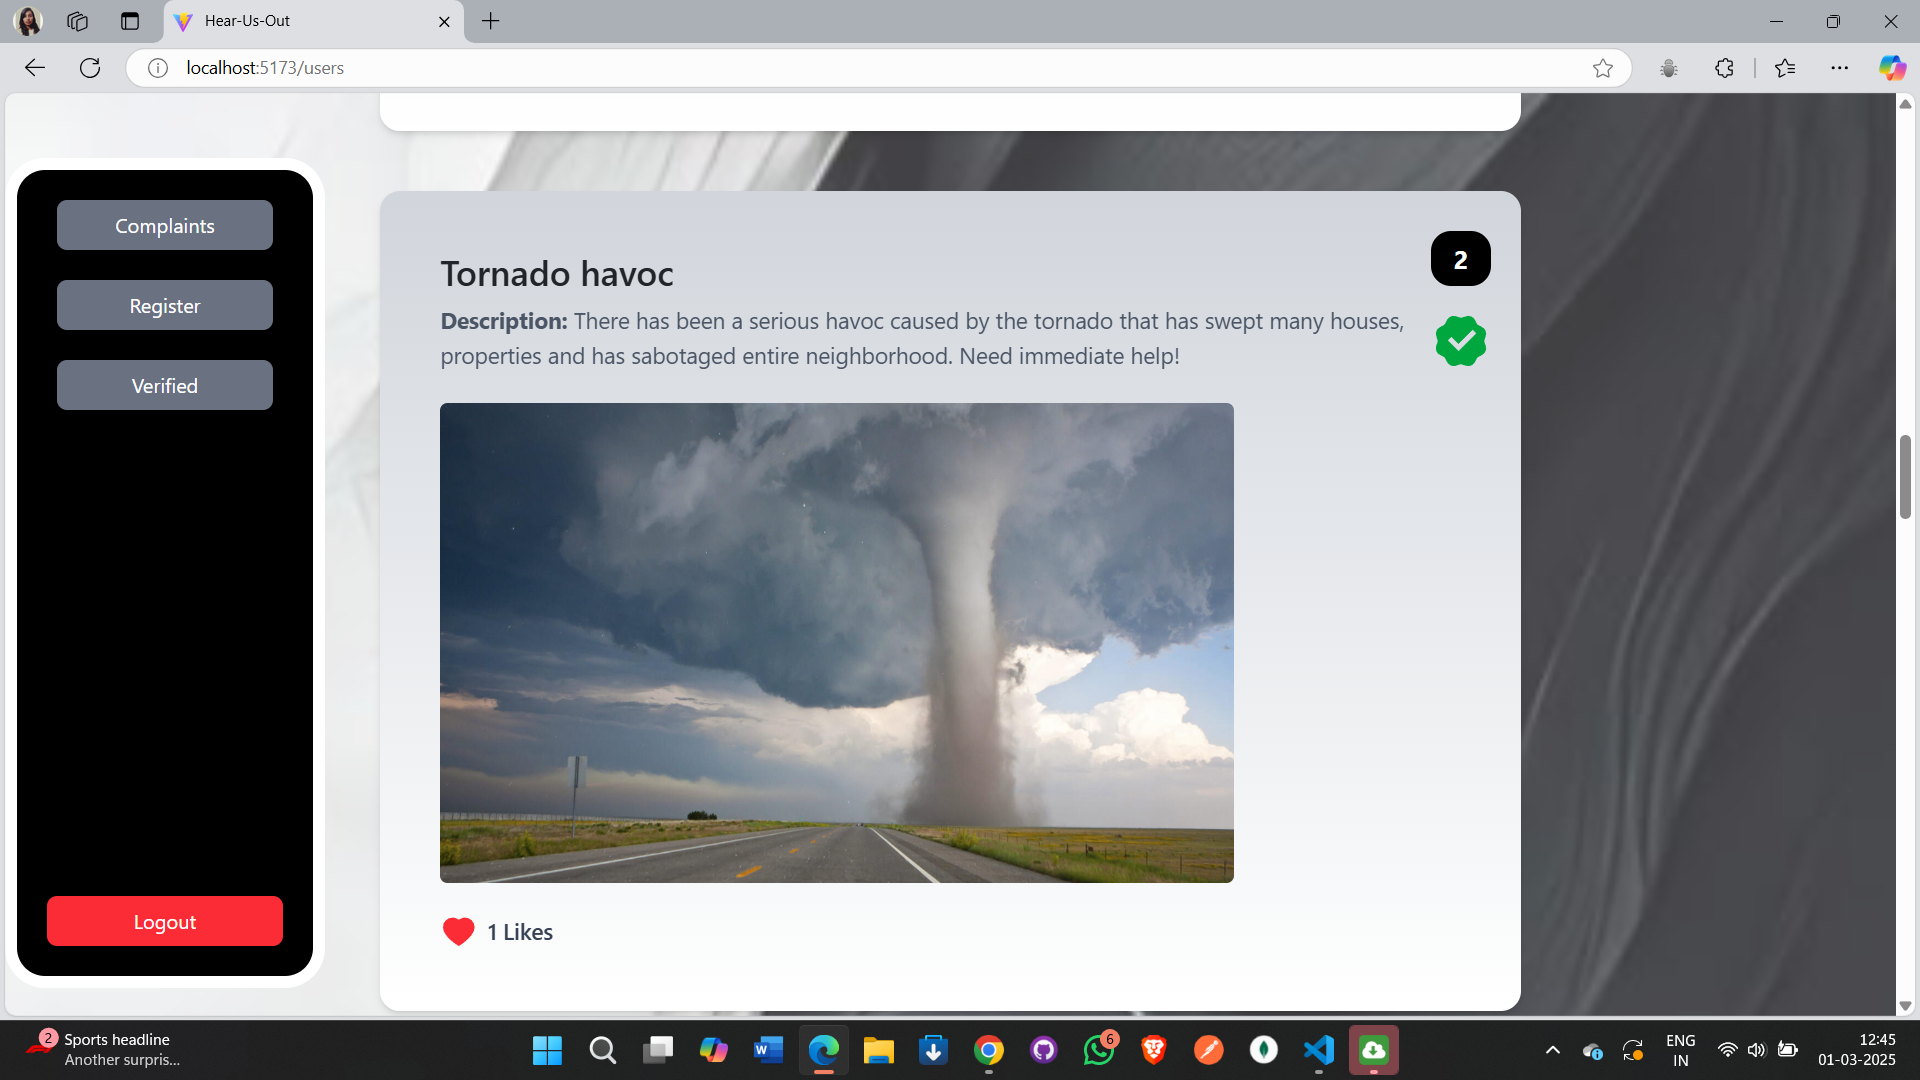 Hear-Us-Out
localhost:5173/users
Complaints
Register
Verified
Logout
Tornado havoc
2
Description: There has been a serious havoc caused by the tornado that has swept many houses,
properties and has sabotaged entire neighborhood. Need immediate help!
1 Likes
2
Sports headline
Another surpris...
W
6
ENG
IN
12:45
01-03-2025